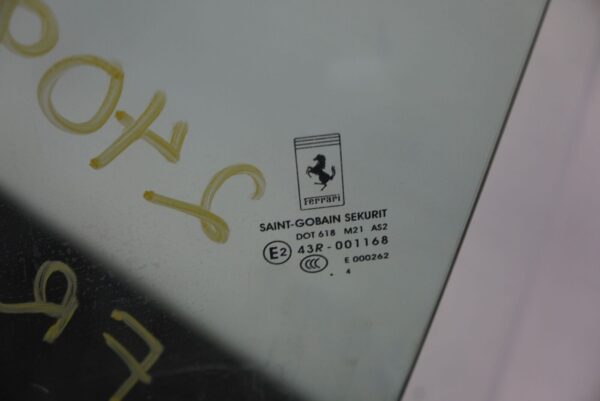 Ferrari
SAINT-GOBAIN SEKURIT
DOT 618 M21 AS2
E2 43R-001168
CCC E 000262
. 4